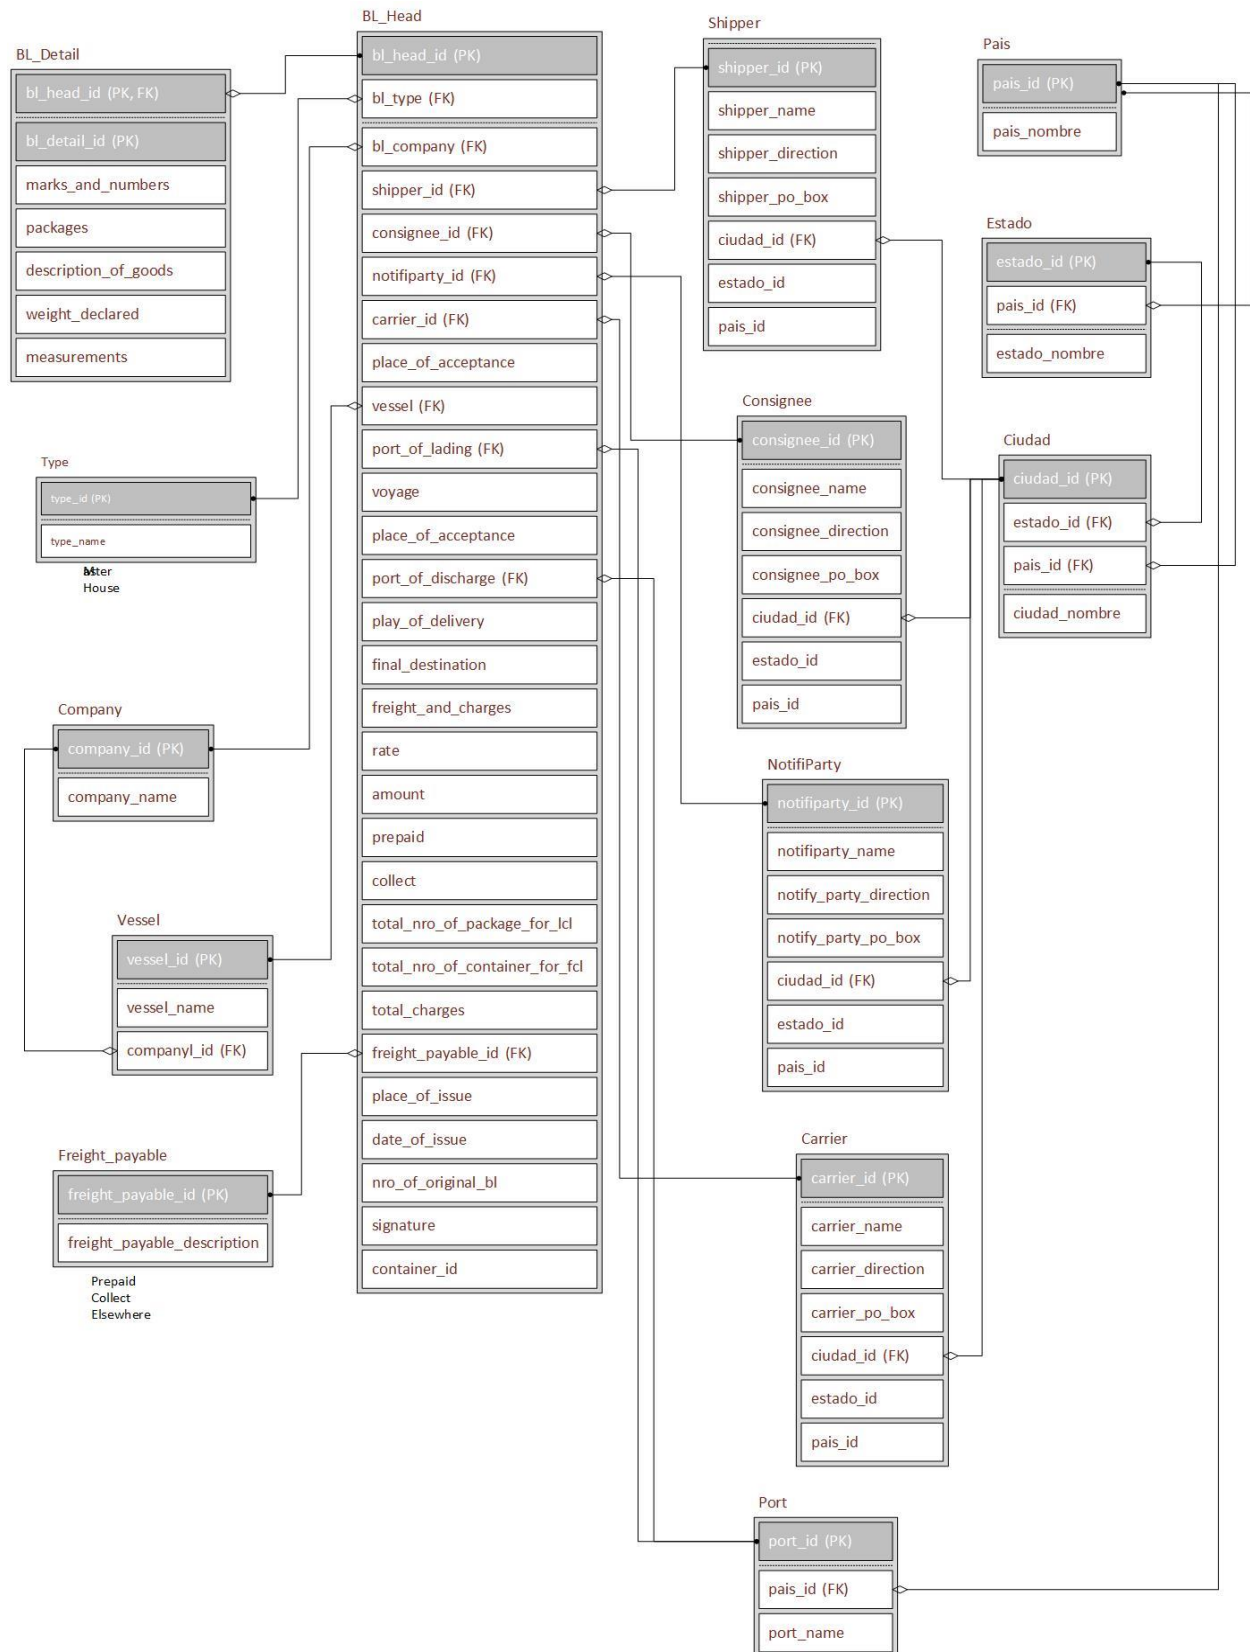 BL_Detail
bl_head_id (PK, FK)
bl_detail_id (PK)
marks_and_numbers
packages
description_of_goods
weight_declared
measurements
Type
type_id (PK)
type_name
House
Company
company_id (PK)
company_name
Vessel
vessel_id (PK)
vessel_name
companyl_id (FK)
Freight_payable
freight_payable_id (PK)
freight_payable_description
Prepaid
Collect
Elsewhere
BL_Head
bl_head_id (PK)
bl_type (FK)
bl_company (FK)
shipper_id (FK)
consignee_id (FK)
notifiparty_id (FK)
carrier_id (FK)
place_of_acceptance
vessel (FK)
port_of_lading (FK)
voyage
place_of_acceptance
port_of_discharge (FK)
play_of_delivery
final_destination
freight_and_charges
rate
amount
prepaid
collect
total_nro_of_package_for_lcl
total_nro_of_container_for_fcl
total_charges
freight_payable_id (FK)
place_of_issue
date_of_issue
nro_of_original_bl
signature
container_id
Shipper
shipper_id (PK)
shipper_name
shipper_direction
shipper_po_box
ciudad_id (FK)
estado_id
pais_id
Consignee
consignee_id (PK)
consignee_name
consignee_direction
consignee_po_box
ciudad_id (FK)
estado_id
pais_id
NotifiParty
notifiparty_id (PK)
notifiparty_name
notify_party_direction
notify_party_po_box
ciudad_id (FK)
estado_id
pais_id
Carrier
carrier_id (PK)
carrier_name
carrier_direction
carrier_po_box
ciudad_id (FK)
estado_id
pais_id
Port
port_id (PK)
pais_id (FK)
port_name
Pais
pais_id (PK)
pais_nombre
Estado
estado_id (PK)
pais_id (FK)
estado_nombre
Ciudad
ciudad_id (PK)
estado_id (FK)
pais_id (FK)
ciudad_nombre